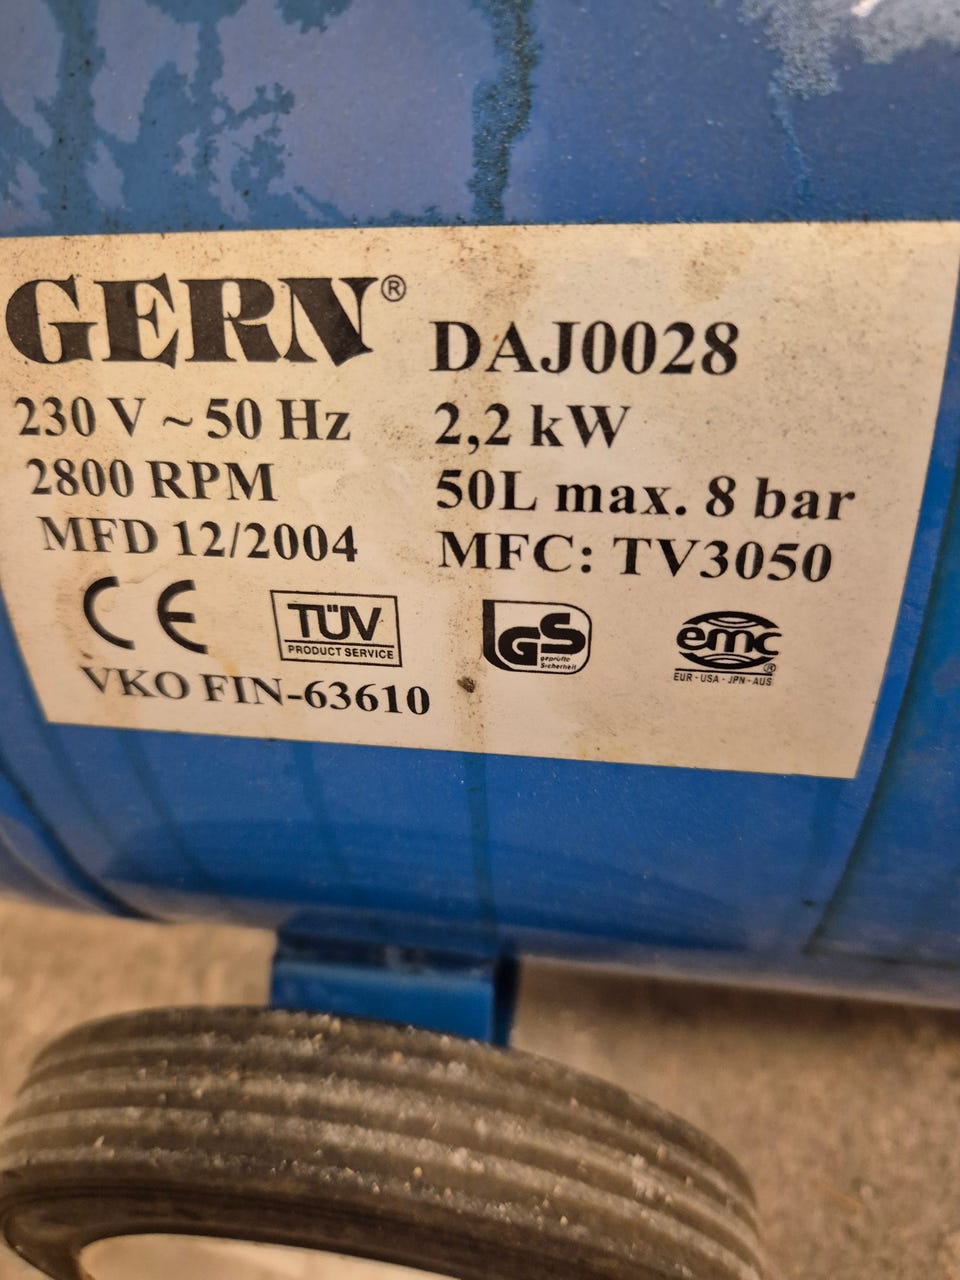 GERN®
DAJ0028
230 V ~ 50 Hz
2,2 kW
2800 RPM
50L max. 8 bar
MFD 12/2004
MFC: TV3050
CE
TÜV
PRODUCT SERVICE
GS
geprüfte
Sicherheit
emc®
EUR - USA - JPN - AUS
VKO FIN-63610